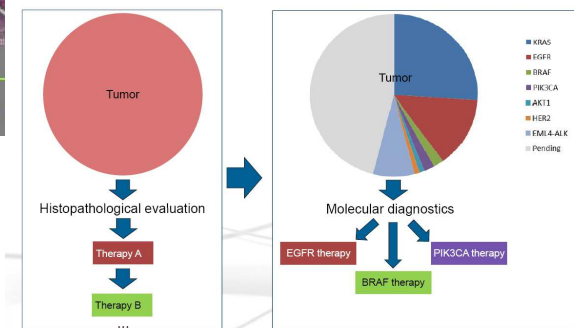 Tumor
Histopathological evaluation
Therapy A
Therapy B
...
Tumor
KRAS
EGFR
BRAF
PIK3CA
AKT1
HER2
EML4-ALK
Pending
Molecular diagnostics
EGFR therapy
PIK3CA therapy
BRAF therapy